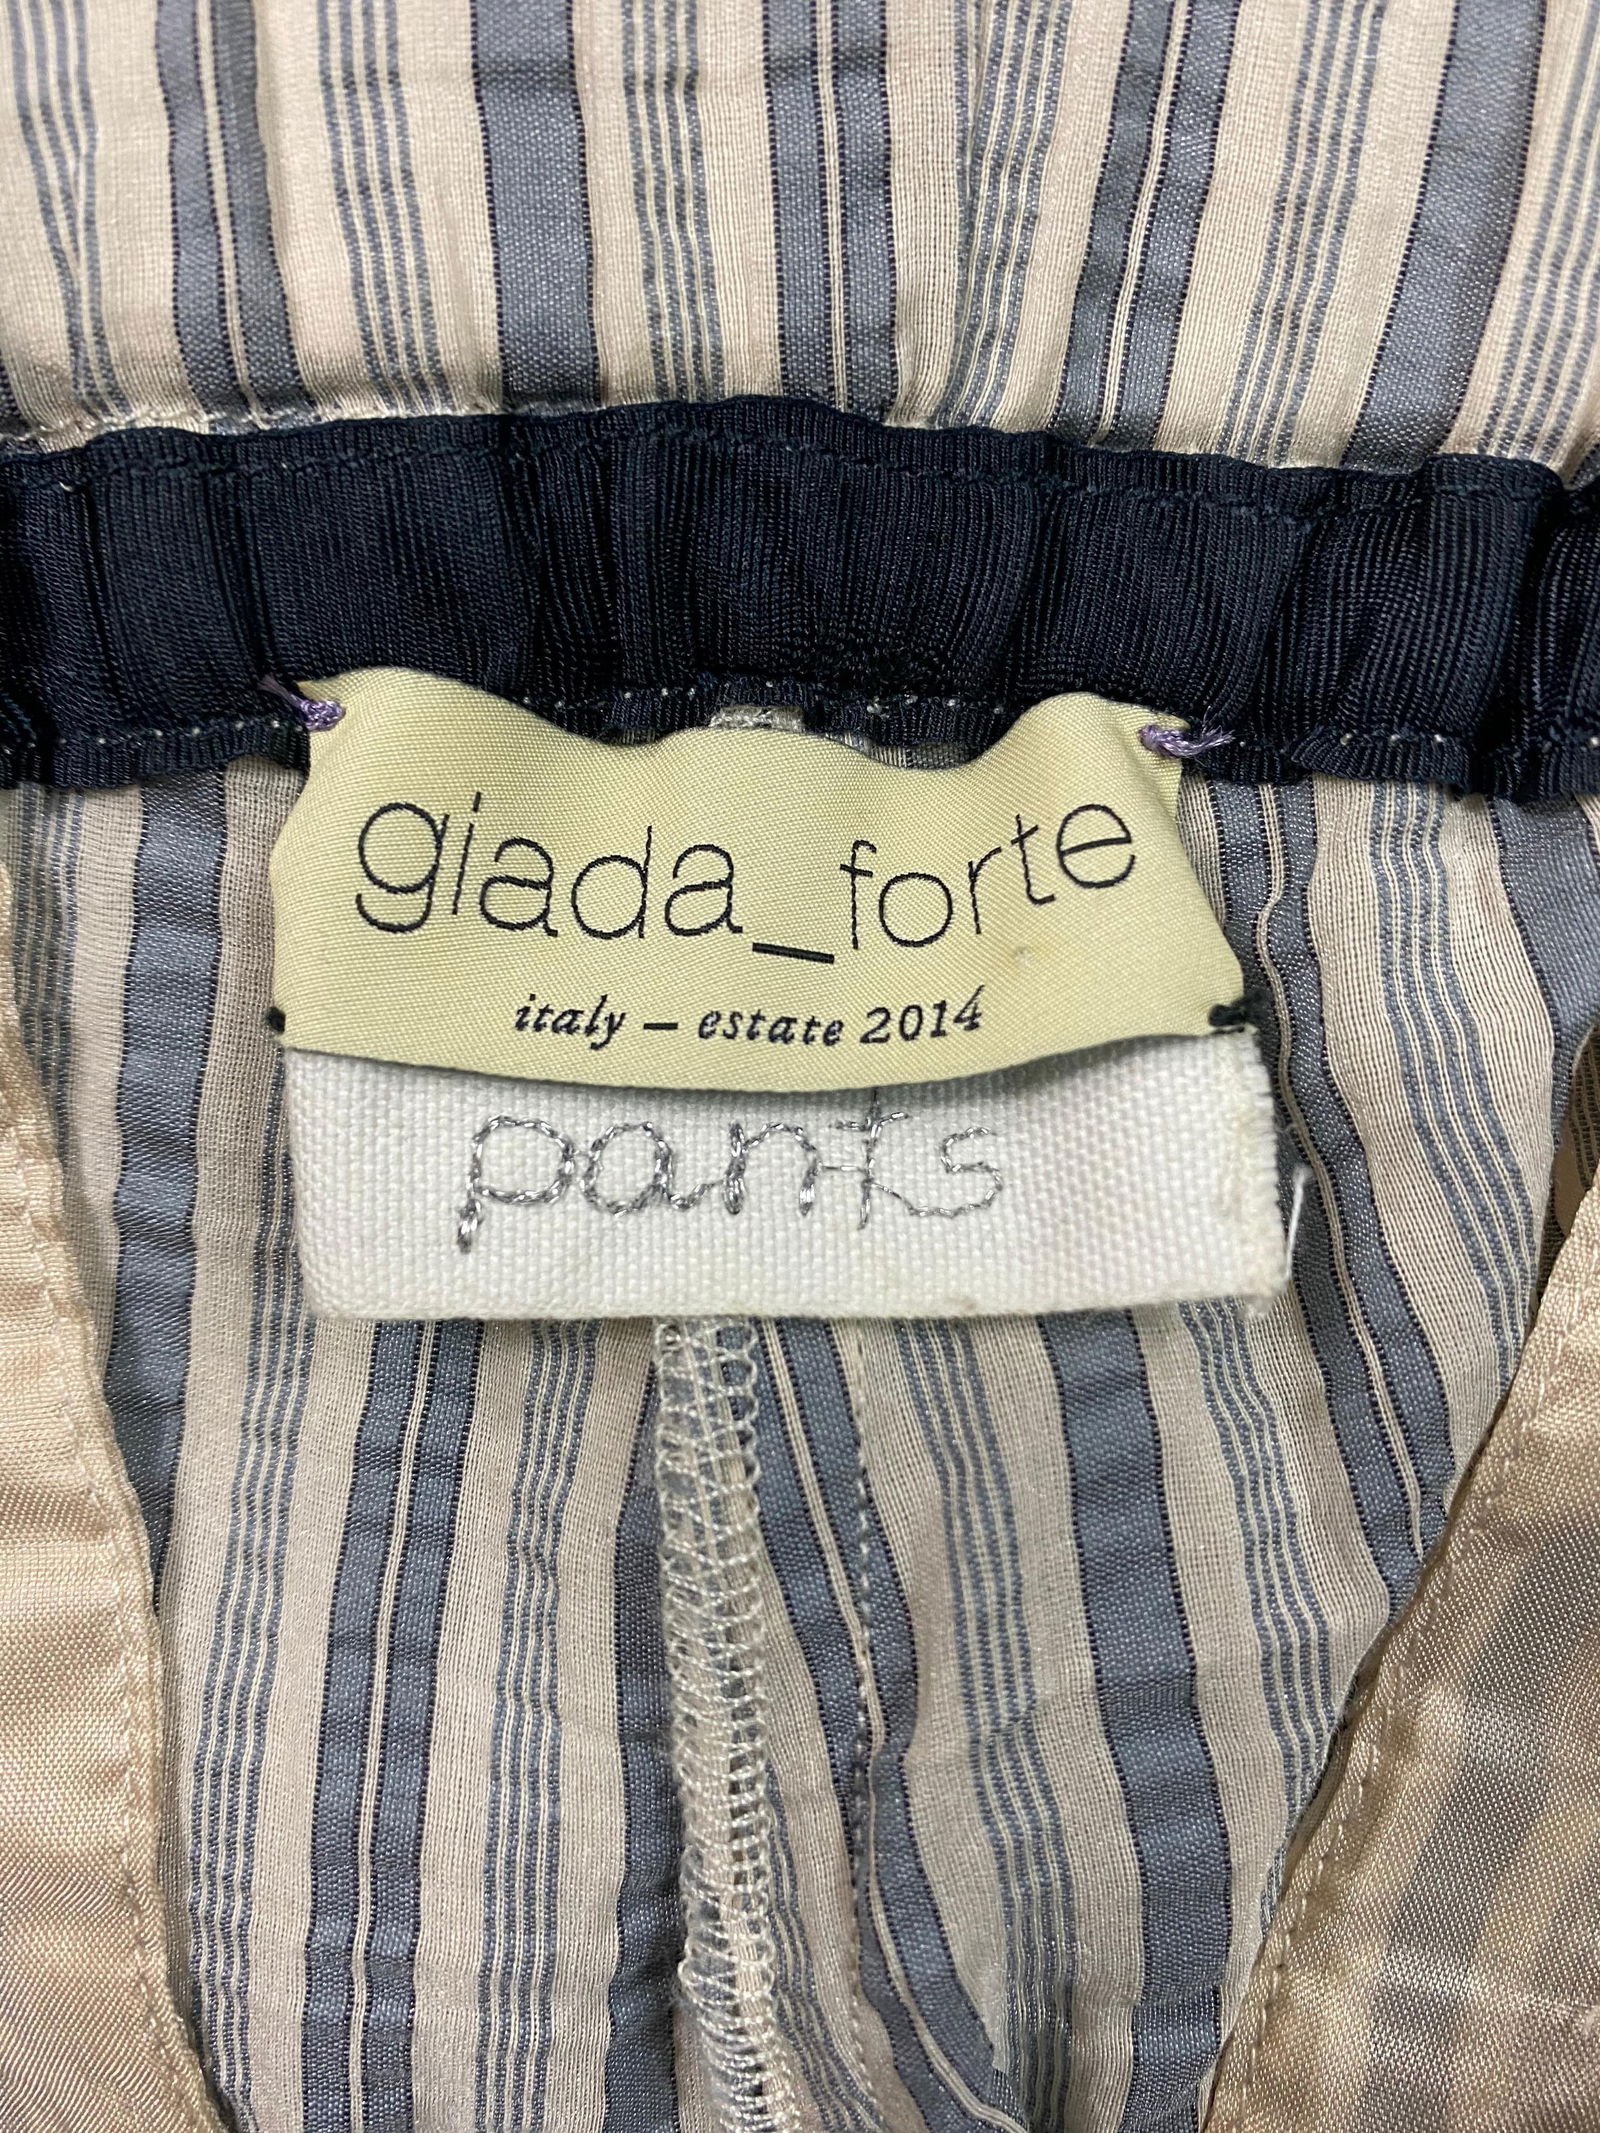 giada_forte
italy – estate 2014
pants